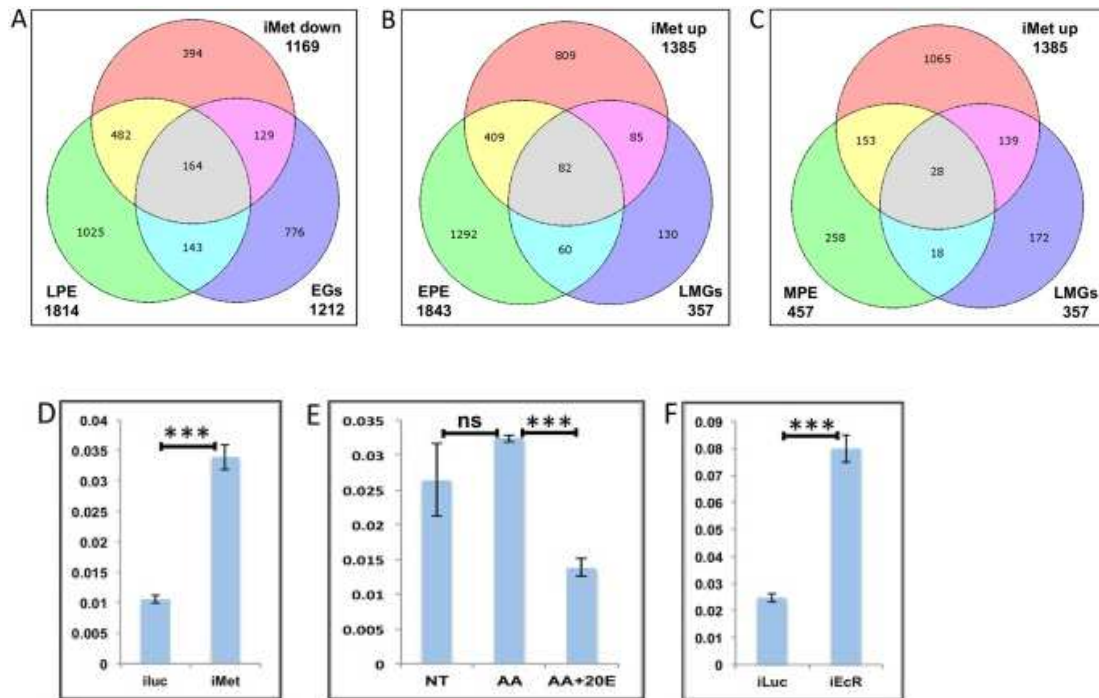 A
iMet down
1169
394
482
129
164
1025
143
776
LPE
1814
EGs
1212
B
iMet up
1385
809
409
85
82
1292
60
130
EPE
1843
LMGs
357
C
iMet up
1385
1065
153
139
28
258
18
172
MPE
457
LMGs
357
D
0.04
0.035
0.03
0.025
0.02
0.015
0.01
0.005
0
***
iluc
iMet
E
0.035
0.03
0.025
0.02
0.015
0.01
0.005
0
ns
***
NT
AA
AA+20E
F
0.09
0.08
0.07
0.06
0.05
0.04
0.03
0.02
0.01
0
***
iLuc
iEcR